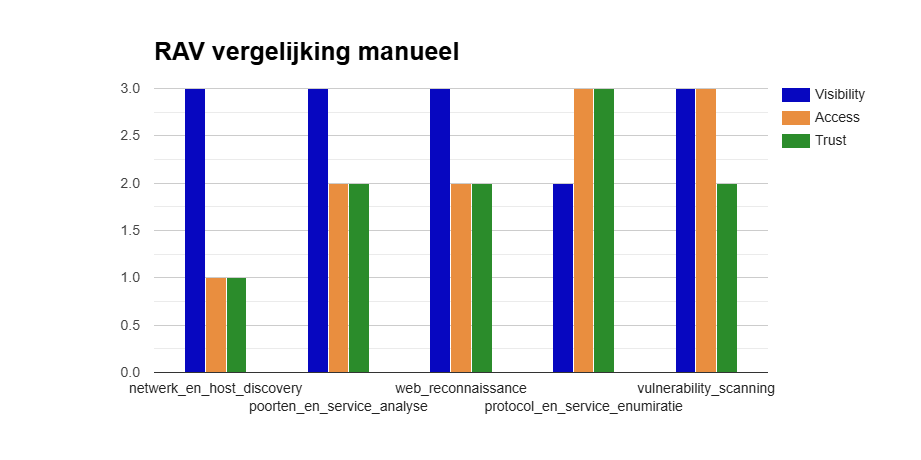 RAV vergelijking manueel
3.0
2.5
2.0
1.5
1.0
0.5
0.0
Visibility
Access
Trust
netwerk_en_host_discovery
poorten_en_service_analyse
web_reconnaissance
protocol_en_service_enumiratie
vulnerability_scanning